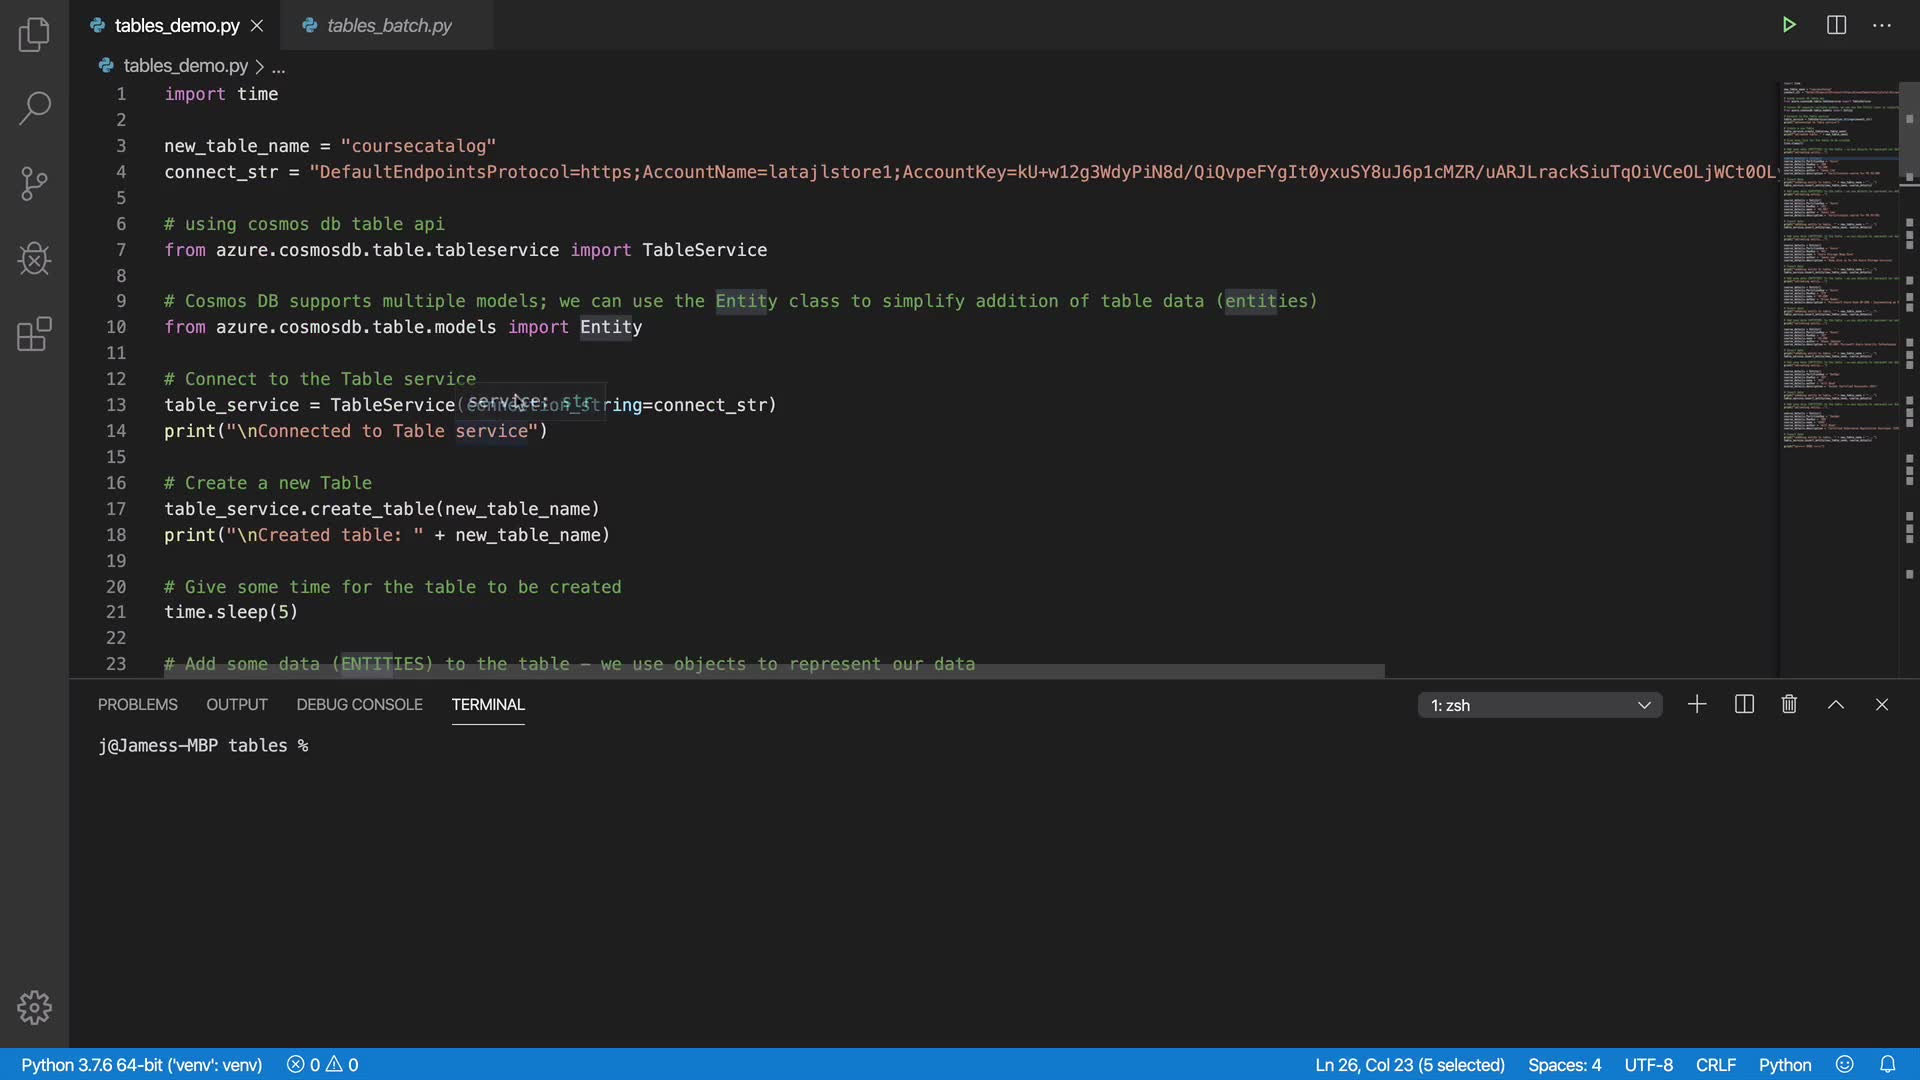 tables_demo.py
tables_batch.py
tables_demo.py > ...
1 import time
2
3 new_table_name = "coursecatalog"
4 connect_str = "DefaultEndpointsProtocol=https;AccountName=latajlstore1;AccountKey=kU+w12g3WdyPiN8d/QiQvpeFYgIt0yxuSY8uJ6p1cMZR/uARJLrackSiuTqOiVCeOLjWCt0OL
5
6 # using cosmos db table api
7 from azure.cosmosdb.table.tableservice import TableService
8
9 # Cosmos DB supports multiple models; we can use the Entity class to simplify addition of table data (entities)
10 from azure.cosmosdb.table.models import Entity
11
12 # Connect to the Table service
service: str
13 table_service = TableService(connection_string=connect_str)
14 print("\nConnected to Table service")
15
16 # Create a new Table
17 table_service.create_table(new_table_name)
18 print("\nCreated table: " + new_table_name)
19
20 # Give some time for the table to be created
21 time.sleep(5)
22
23 # Add some data (ENTITIES) to the table – we use objects to represent our data
PROBLEMS OUTPUT DEBUG CONSOLE TERMINAL 1: zsh
j@Jamess-MBP tables %
Python 3.7.6 64-bit ('venv': venv) 0 0 Ln 26, Col 23 (5 selected) Spaces: 4 UTF-8 CRLF Python